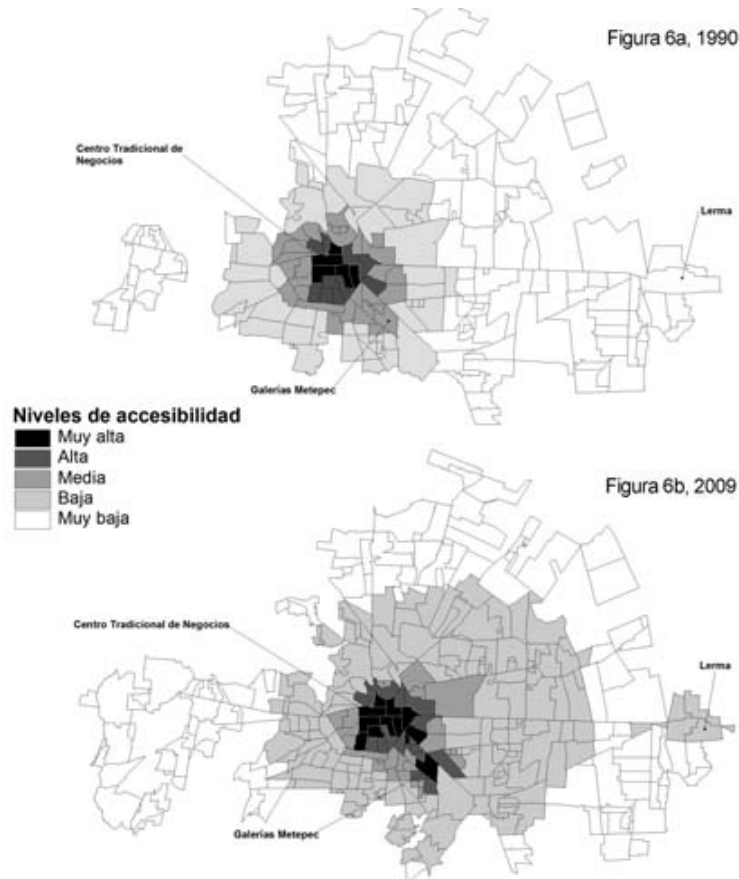 Figura 6a, 1990
Centro Tradicional de
Negocios
Lerma
Galerías Metepec
Niveles de accesibilidad
Muy alta
Alta
Media
Baja
Muy baja
Figura 6b, 2009
Centro Tradicional de Negocios
Lerma
Galerías Metepec